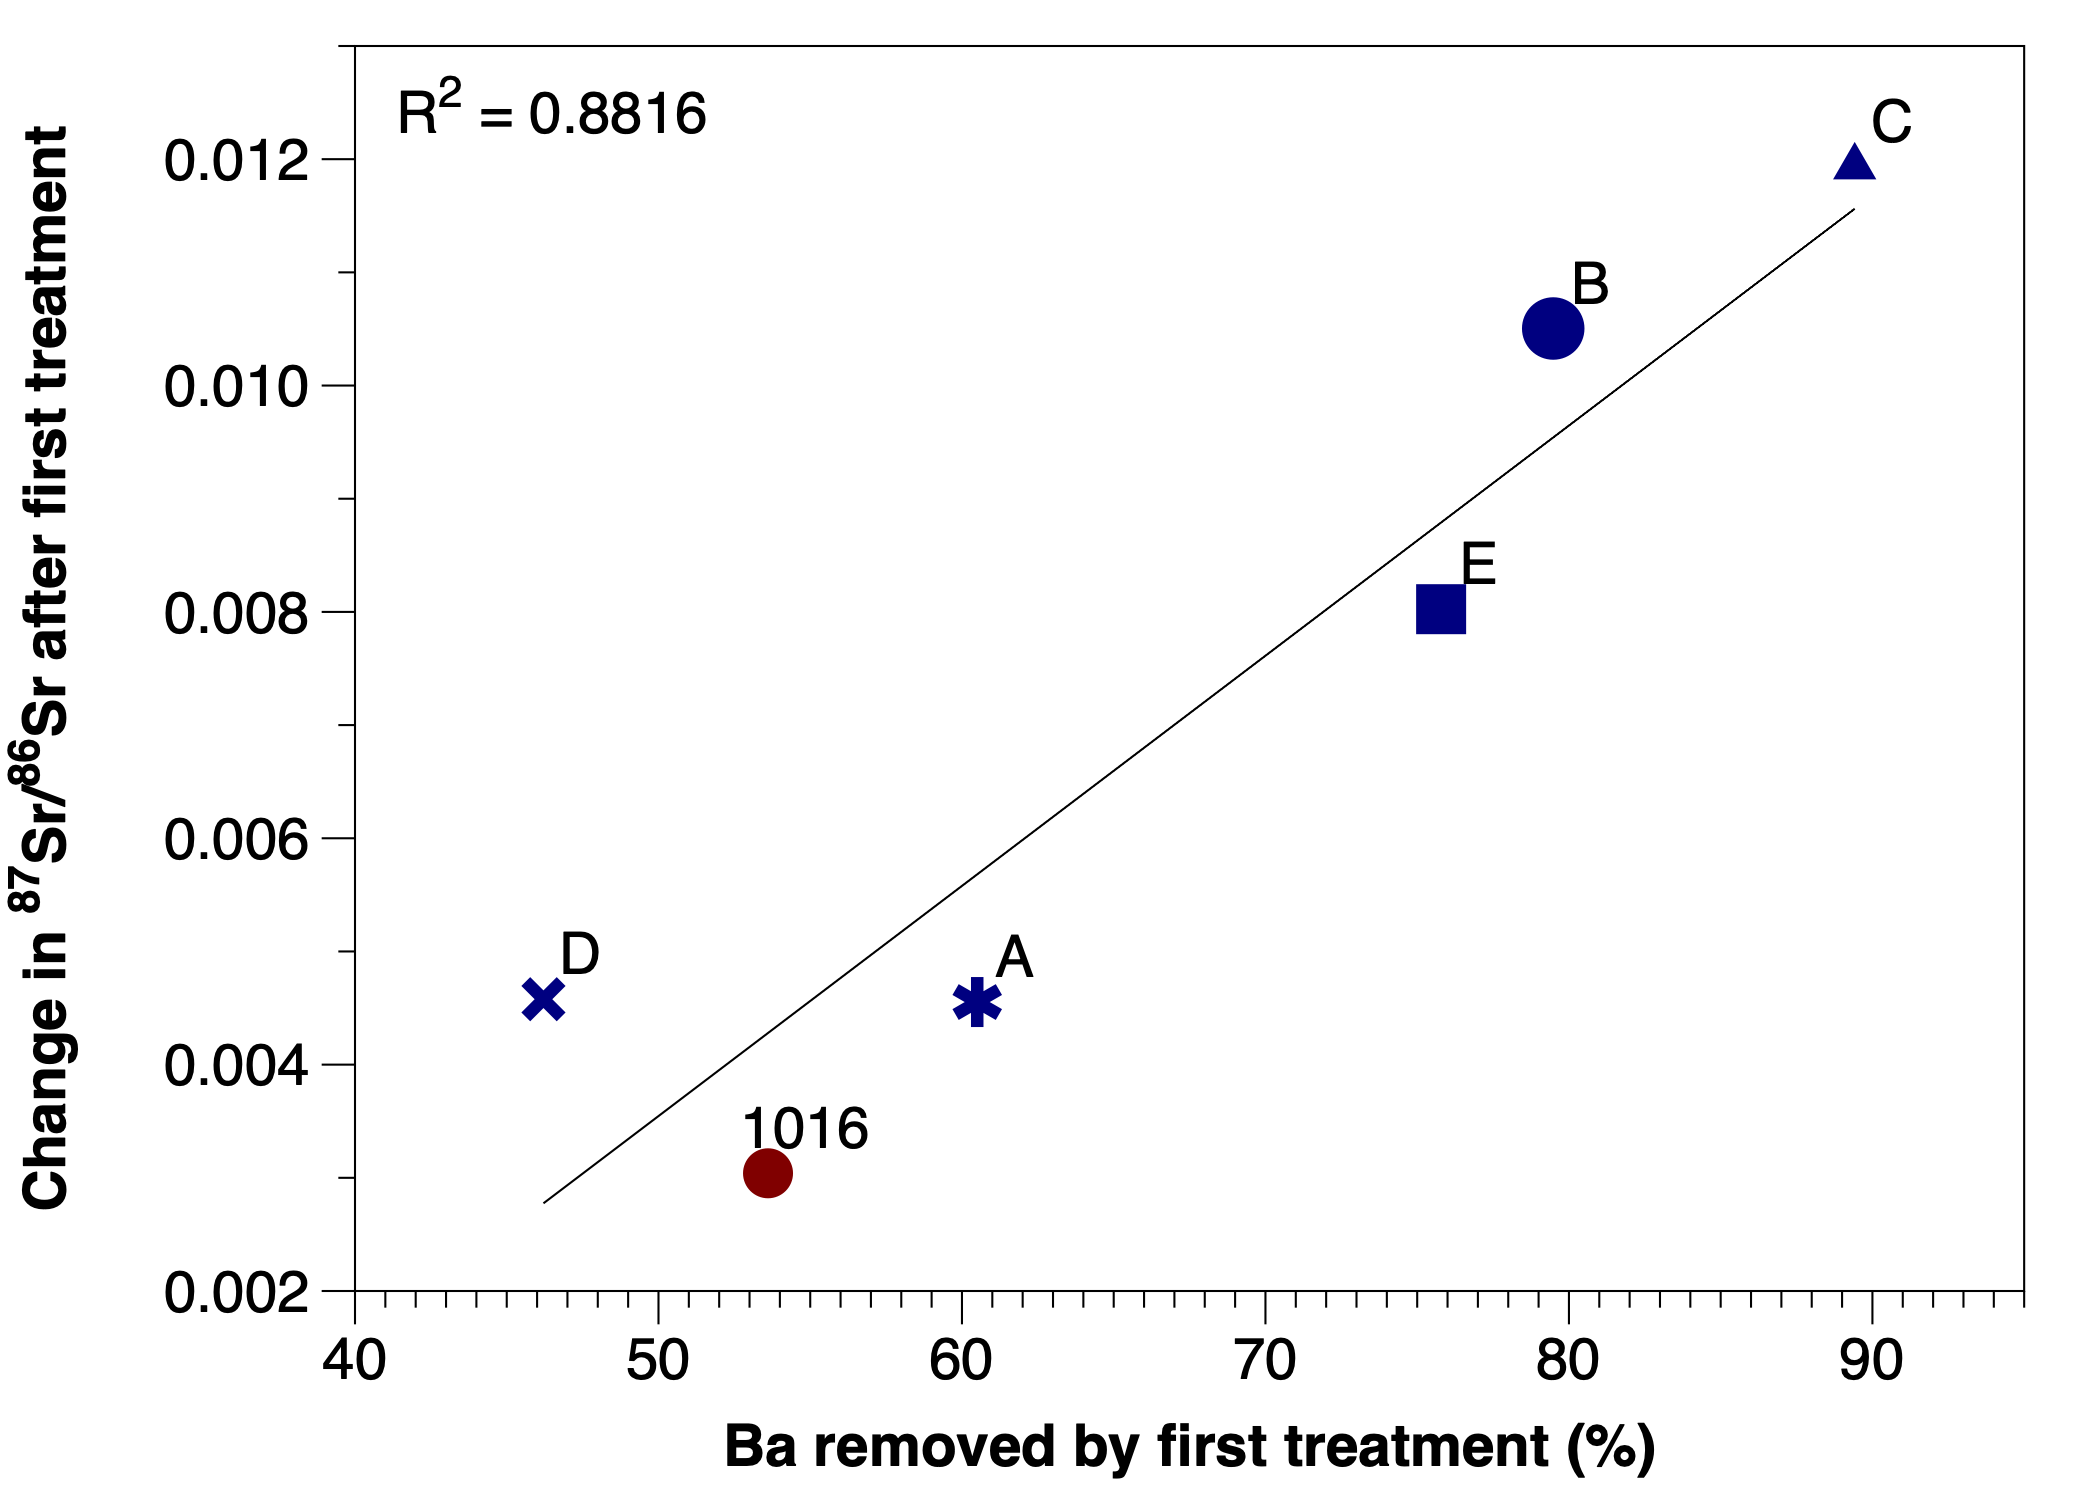 R² = 0.8816
C
B
E
D
A
1016
0.012
0.010
0.008
0.006
0.004
0.002
40 50 60 70 80 90
Ba removed by first treatment (%)
Change in ⁸⁷Sr/⁸⁶Sr after first treatment